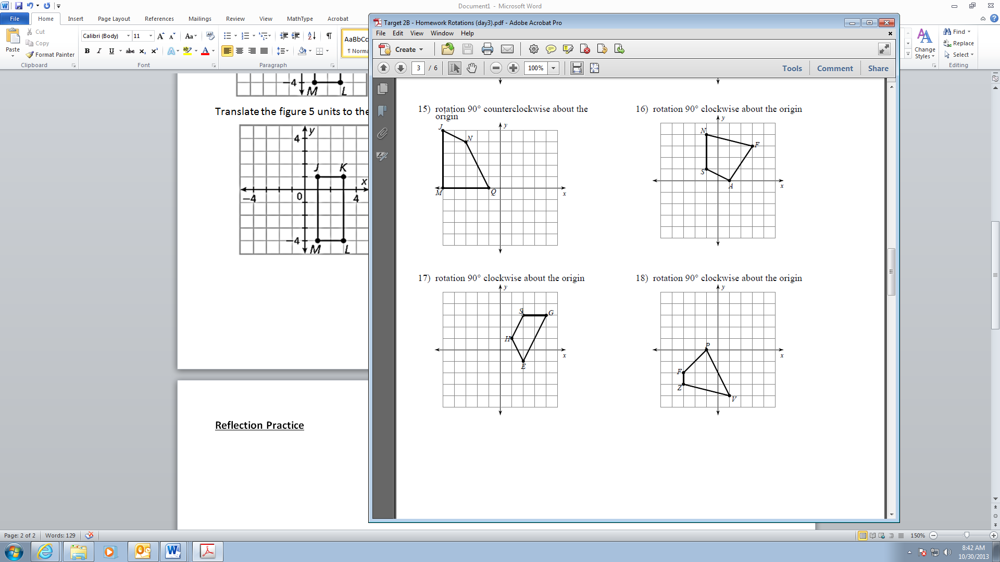 Document1 - Microsoft Word
File Home Insert Page Layout References Mailings Review View MathType Acrobat
Cut
Copy
Format Painter
Paste
Clipboard
Calibri (Body) 11
Font
Paragraph
AaBbCc
¶ Norma
Change Styles
Find
Replace
Select
Editing
−4
M L
Translate the figure 5 units to the
y
4
J K
x
−4 0 4
−4
M L
Reflection Practice
Page: 2 of 2 Words: 129
150%
Target 2B - Homework Rotations (day3).pdf - Adobe Acrobat Pro
File Edit View Window Help
Create
3 / 6
100%
Tools Comment Share
15) rotation 90° counterclockwise about the
origin
J
y
N
M
Q
x
16) rotation 90° clockwise about the origin
y
N
F
S
A
x
17) rotation 90° clockwise about the origin
y
S
G
H
x
E
18) rotation 90° clockwise about the origin
y
P
x
F
Z
V
8:42 AM
10/30/2013